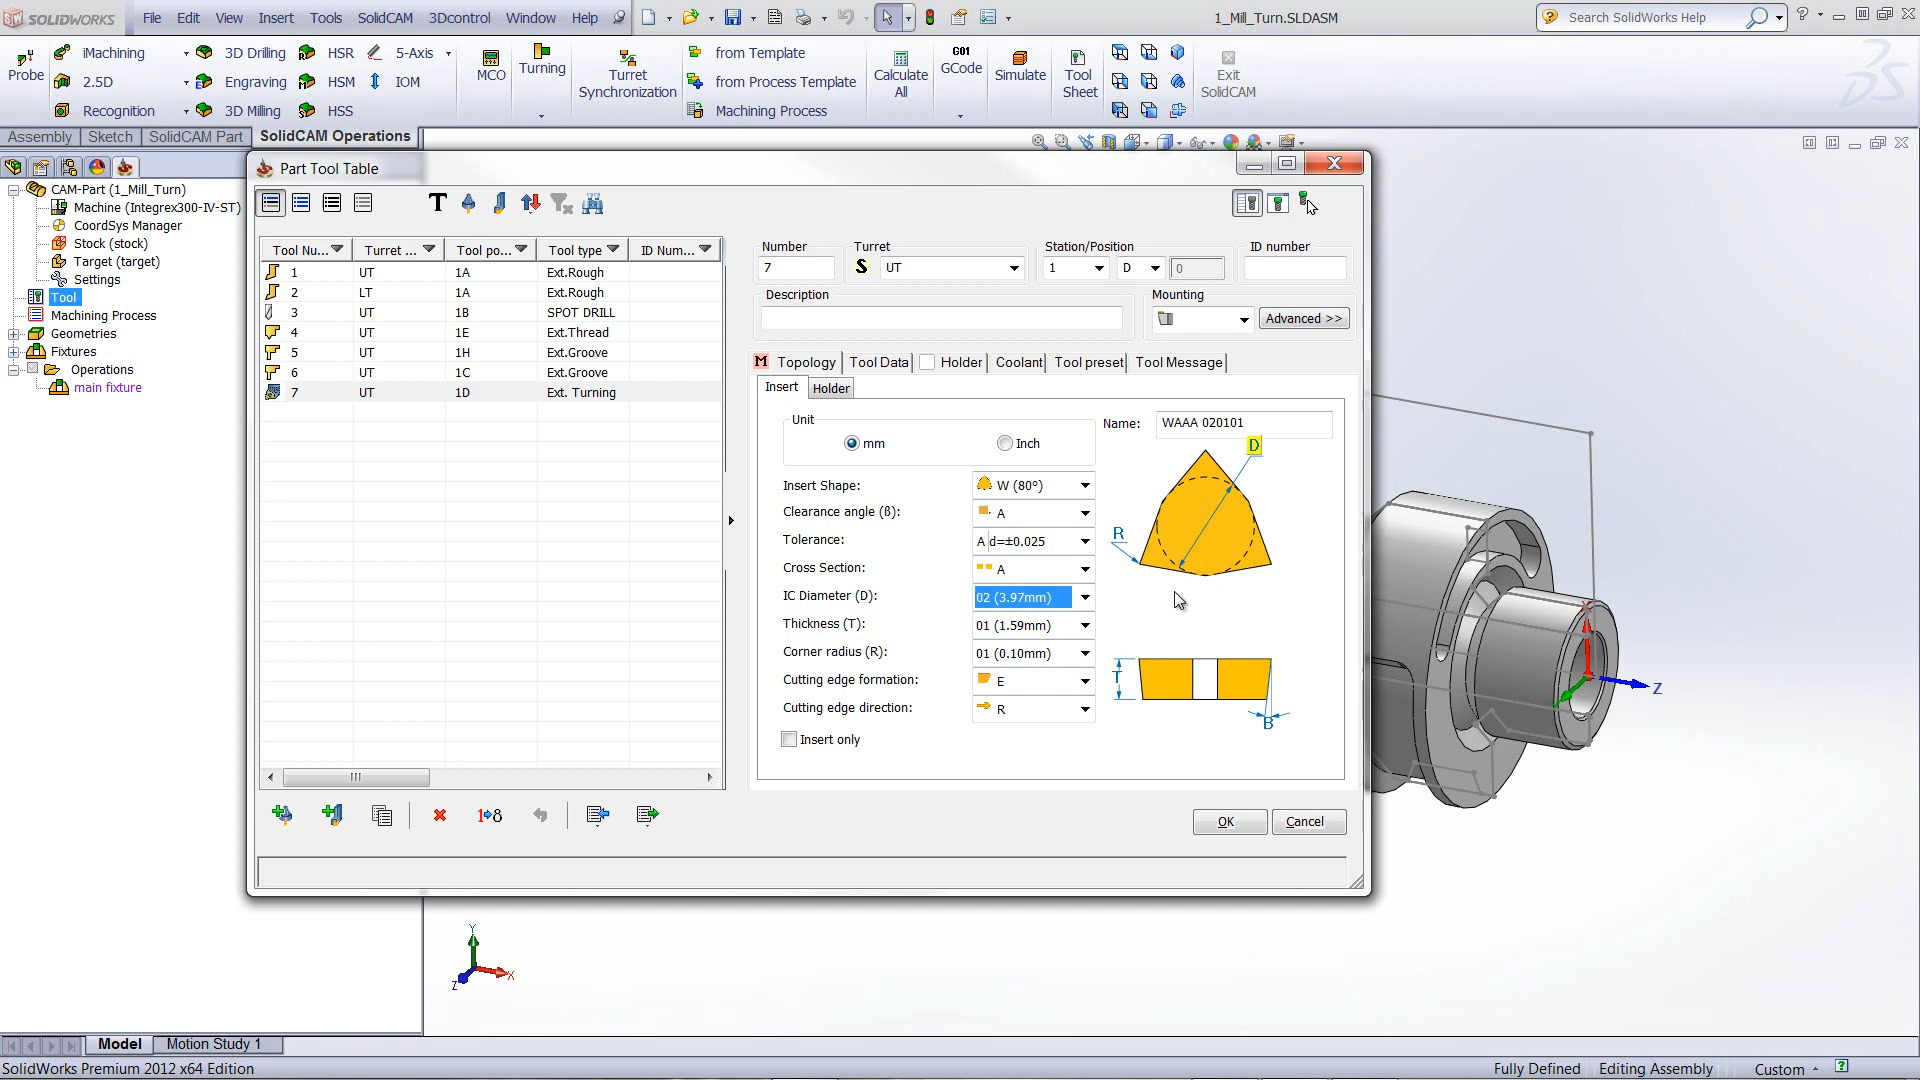 SOLIDWORKS File Edit View Insert Tools SolidCAM 3Dcontrol Window Help 1_Mill_Turn.SLDASM Search SolidWorks Help
Probe iMachining 3D Drilling HSR 5-Axis MCO Turning Turret Synchronization from Template Calculate All G01 GCode Simulate Tool Sheet Exit SolidCAM
2.5D Engraving HSM IOM from Process Template
Recognition 3D Milling HSS Machining Process
Assembly Sketch SolidCAM Part SolidCAM Operations
CAM-Part (1_Mill_Turn)
Machine (Integrex300-IV-ST)
CoordSys Manager
Stock (stock)
Target (target)
Settings
Tool
Machining Process
Geometries
Fixtures
Operations
main fixture
Part Tool Table
Tool Nu... Turret ... Tool po... Tool type ID Num...
1 UT 1A Ext.Rough
2 LT 1A Ext.Rough
3 UT 1B SPOT DRILL
4 UT 1E Ext.Thread
5 UT 1H Ext.Groove
6 UT 1C Ext.Groove
7 UT 1D Ext. Turning
1→8
Number Turret Station/Position ID number
7 S UT 1 D 0
Description Mounting
Advanced >>
M Topology Tool Data Holder Coolant Tool preset Tool Message
Insert Holder
Unit
mm Inch
Name: WAAA 020101
Insert Shape: W (80º)
Clearance angle (ß): A
Tolerance: A d=±0.025
Cross Section: A
IC Diameter (D): 02 (3.97mm)
Thickness (T): 01 (1.59mm)
Corner radius (R): 01 (0.10mm)
Cutting edge formation: E
Cutting edge direction: R
Insert only
D
R
T
B
OK Cancel
X
Z
Y
X
Z
Model Motion Study 1
SolidWorks Premium 2012 x64 Edition Fully Defined Editing Assembly Custom